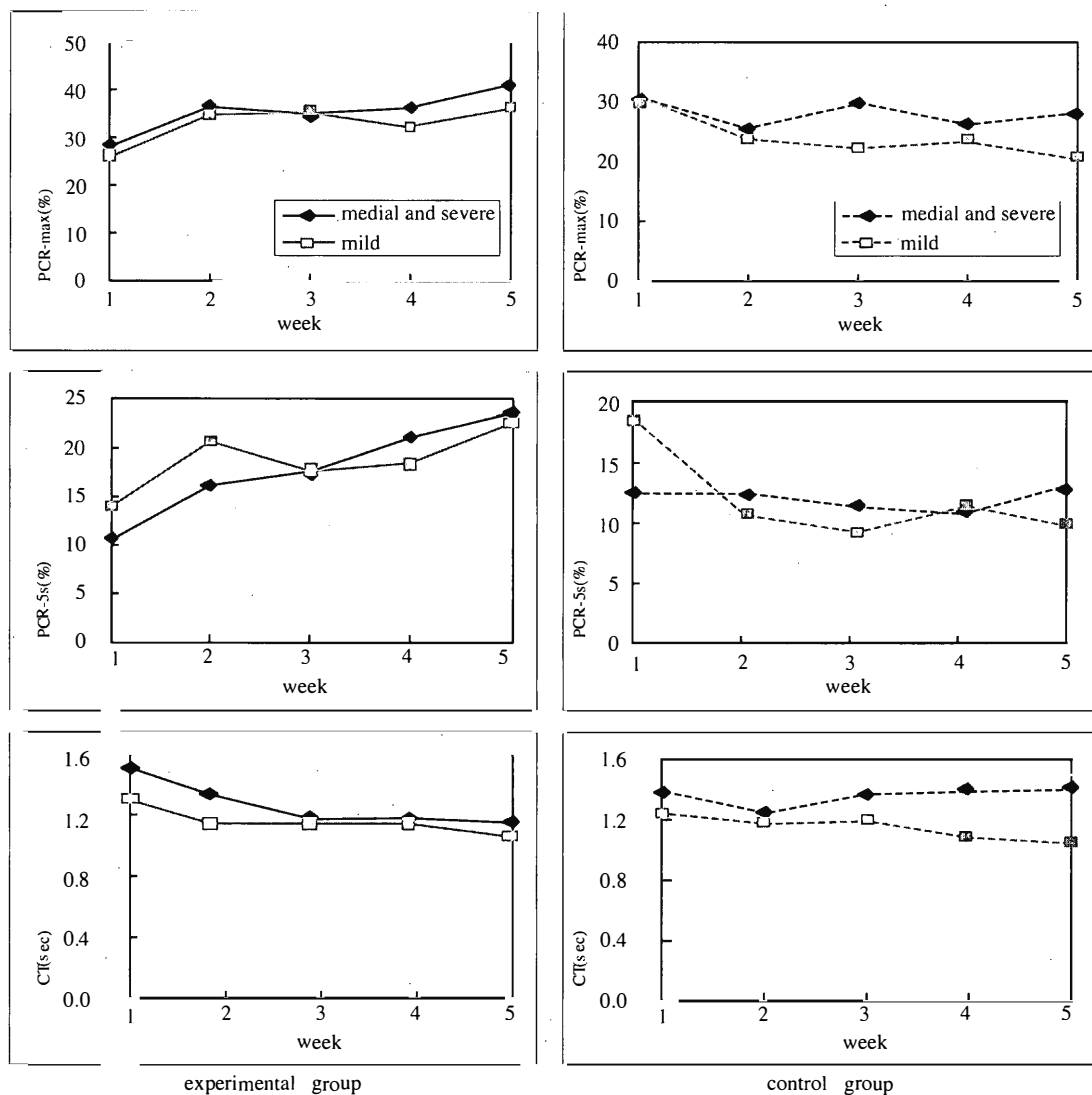 50
40
30
20
10
0
PCR-max(%)
medial and severe
mild
1 2 3 4 5
week
40
30
20
10
0
PCR-max(%)
medial and severe
mild
1 2 3 4 5
week
25
20
15
10
5
0
PCR-5s(%)
1 2 3 4 5
week
20
15
10
5
0
PCR-5s(%)
1 2 3 4 5
week
1.6
1.2
0.8
0.4
0.0
CT(sec)
1 2 3 4 5
week
1.6
1.2
0.8
0.4
0.0
CT(sec)
1 2 3 4 5
week
experimental group
control group